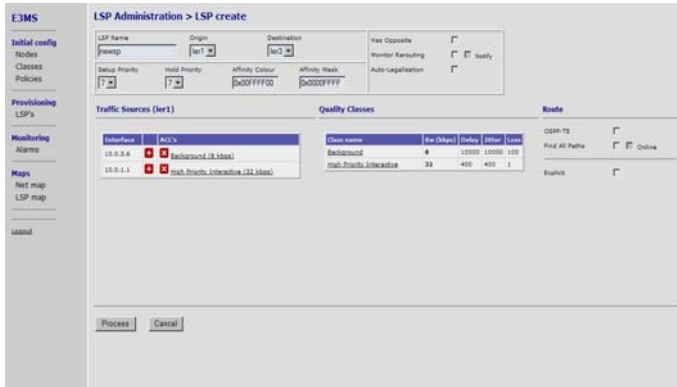 E3MS
Initial config
Nodes
Classes
Policies
Provisioning
LSP's
Monitoring
Alarms
Maps
Net map
LSP map
Logout
LSP Administration > LSP create
LSP Name Origin Destination
newsp ler1 ler3
Setup Priority Hold Priority Affinity Colour Affinity Mask
7 7 0x00FFFF00 0x0000FFFF
Has Opposite
Monitor Rerouting Notify
Auto-Legalization
Traffic Sources (ler1)
Interface ACL's
10.0.3.6 Background (8 kbps)
10.0.1.1 High Priority Interactive (32 kbps)
Quality Classes
Class name Bw (kbps) Delay Jitter Loss
Background 8 10000 10000 100
High Priority Interactive 32 400 400 1
Route
OSPF-TE
Find All Paths Online
Explicit
Process Cancel